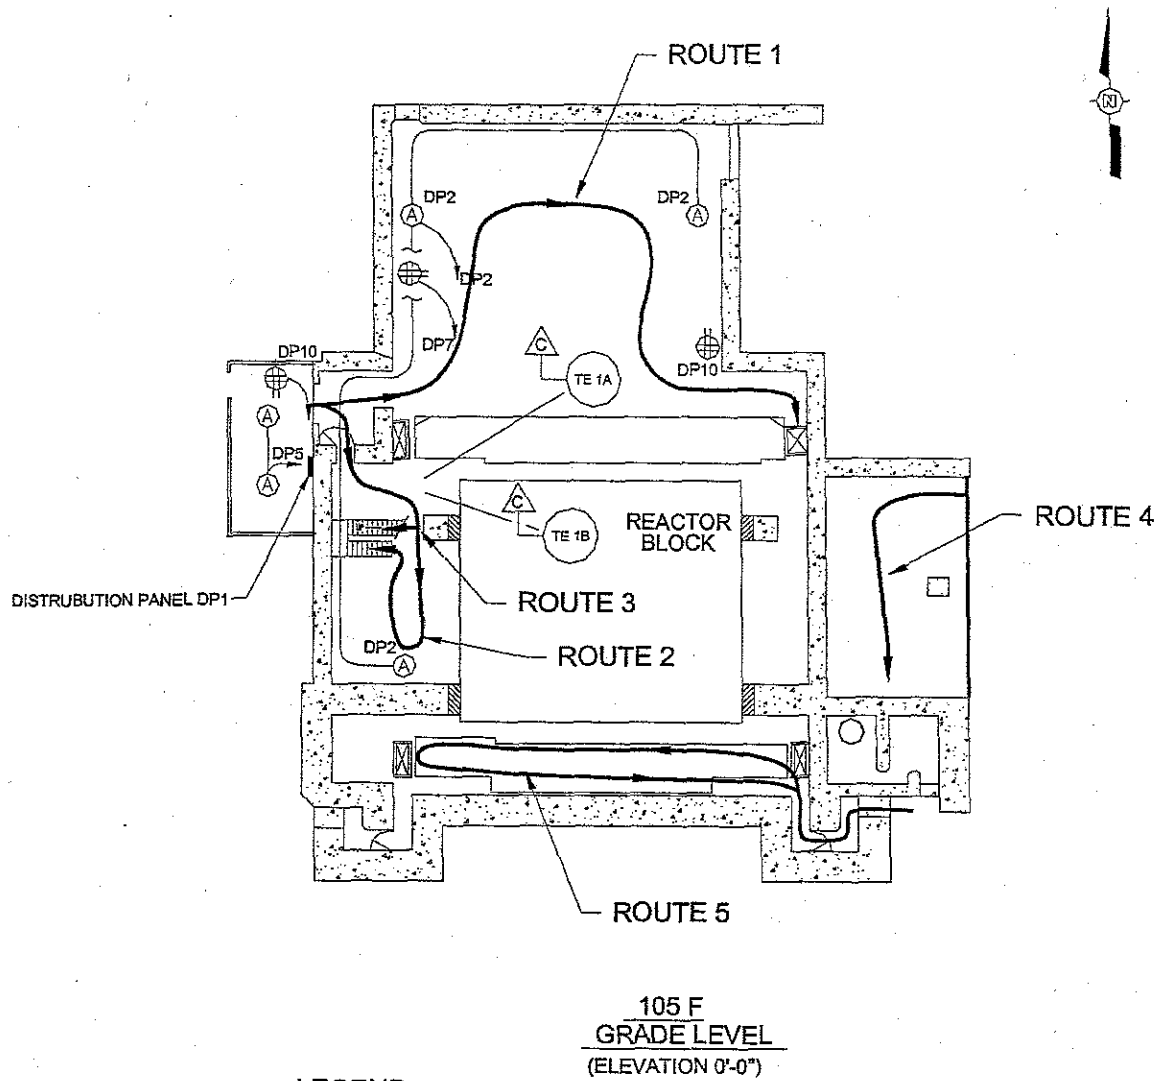 ROUTE 1
N
DP2
DP2
A
A
DP2
DP7
C
DP10
TE 1A
DP10
A
DP5
A
C
REACTOR
BLOCK
TE 1B
ROUTE 4
DISTRUBUTION PANEL DP1
ROUTE 3
DP2
ROUTE 2
A
ROUTE 5
105 F
GRADE LEVEL
(ELEVATION 0'-0")